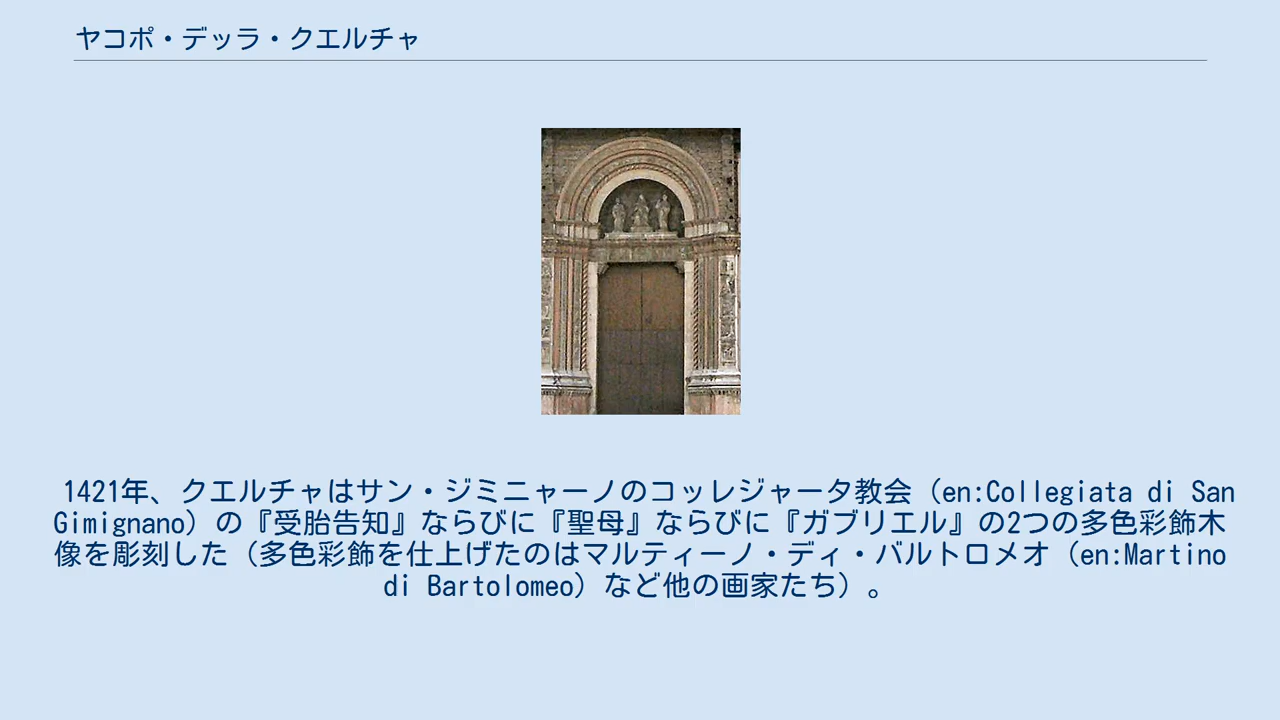 ヤコポ・デッラ・クエルチャ
1421年、クエルチャはサン・ジミニャーノのコッレジャータ教会（en:Collegiata di San
Gimignano）の『受胎告知』ならびに『聖母』ならびに『ガブリエル』の2つの多色彩飾木
像を彫刻した（多色彩飾を仕上げたのはマルティーノ・ディ・バルトロメオ（en:Martino
di Bartolomeo）など他の画家たち）。